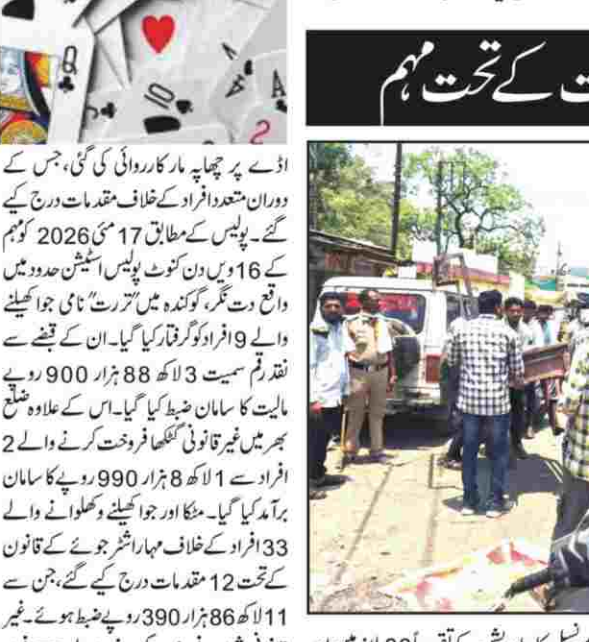 ت کے تحت مہم
اڈے پر چھاپہ مار کارروائی کی گئی، جس کے
دوران متعدد افراد کے خلاف مقدمات درج کیے
گئے۔ پولیس کے مطابق 17 مئی 2026 کو مہم
کے 16 ویں دن کنوٹ پولیس اسٹیشن حدود میں
واقع دت نگر، گوکندہ میں "تررت" نامی جوا کھیلنے
والے 9 افراد کو گرفتار کیا گیا۔ ان کے قبضے سے
نقد رقم سمیت 3 لاکھ 88 ہزار 900 روپے
مالیت کا سامان ضبط کیا گیا۔ اس کے علاوہ ضلع
بھر میں غیر قانونی گٹکھا فروخت کرنے والے 2
افراد سے 1 لاکھ 8 ہزار 990 روپے کا سامان
برآمد کیا گیا۔ مٹکا اور جوا کھیلنے و کھلوانے والے
33 افراد کے خلاف مہاراشٹر جوئے کے قانون
کے تحت 12 مقدمات درج کیے گئے، جن سے
11 لاکھ 86 ہزار 390 روپے ضبط ہوئے۔ غیر